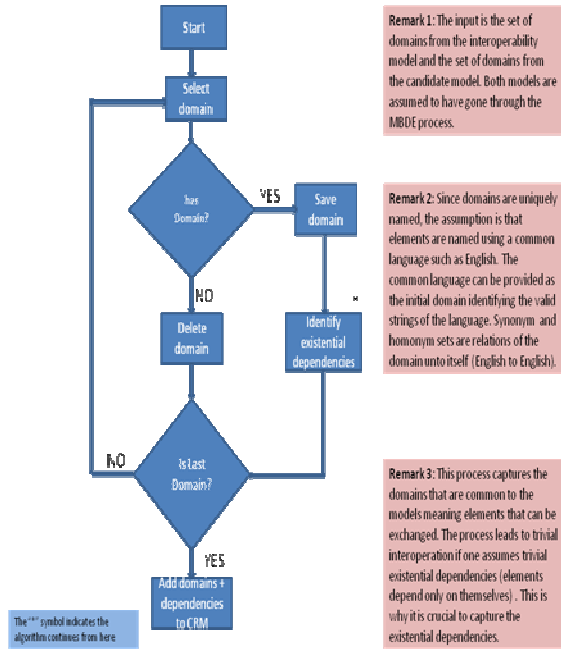 Start
Select
domain
has
Domain?
YES
Save
domain
*
NO
Delete
domain
Identify
existential
dependencies
Is Last
Domain?
NO
YES
Add domains +
dependencies
to CRM
The "*" symbol indicates the
algorithm continues from here
Remark 1: The input is the set of
domains from the interoperability
model and the set of domains from
the candidate model. Both models are
assumed to have gone through the
MBDE process.
Remark 2: Since domains are uniquely
named, the assumption is that
elements are named using a common
language such as English. The
common language can be provided as
the initial domain identifying the valid
strings of the language. Synonym and
homonym sets are relations of the
domain unto itself (English to English).
Remark 3: This process captures the
domains that are common to the
models meaning elements that can be
exchanged. The process leads to trivial
interoperation if one assumes trivial
existential dependencies (elements
depend only on themselves) . This is
why it is crucial to capture the
existential dependencies.